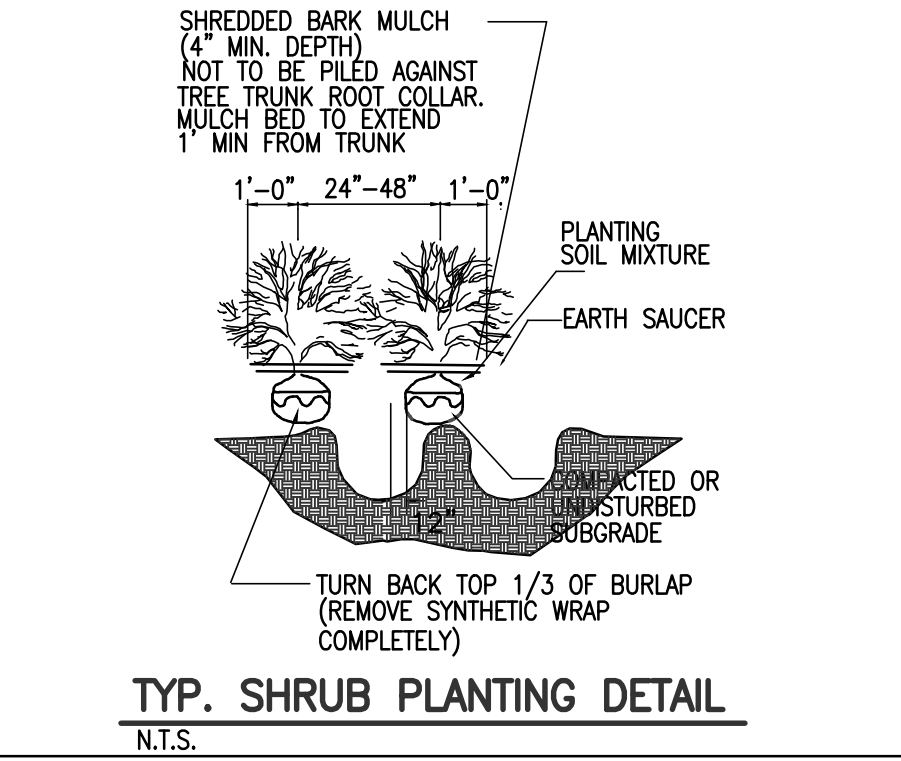 SHREDDED BARK MULCH
(4” MIN. DEPTH)
NOT TO BE PILED AGAINST
TREE TRUNK ROOT COLLAR.
MULCH BED TO EXTEND
1' MIN FROM TRUNK
1'-0” 24”-48” 1'-0”
PLANTING
SOIL MIXTURE
EARTH SAUCER
COMPACTED OR
UNDISTURBED
SUBGRADE
12”
TURN BACK TOP 1/3 OF BURLAP
(REMOVE SYNTHETIC WRAP
COMPLETELY)
TYP. SHRUB PLANTING DETAIL
N.T.S.